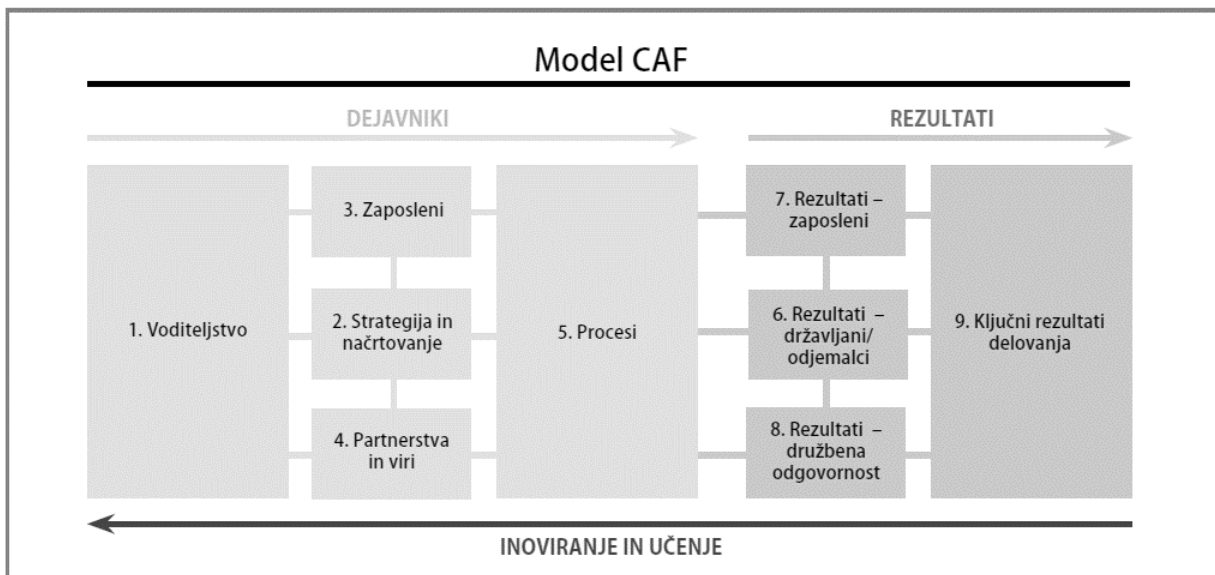 Model CAF
DEJAVNIKI
REZULTATI
1. Voditeljstvo
3. Zaposleni
2. Strategija in
načrtovanje
4. Partnerstva
in viri
5. Procesi
7. Rezultati –
zaposleni
6. Rezultati –
državljani/
odjemalci
8. Rezultati –
družbena
odgovornost
9. Ključni rezultati
delovanja
INOVIRANJE IN UČENJE